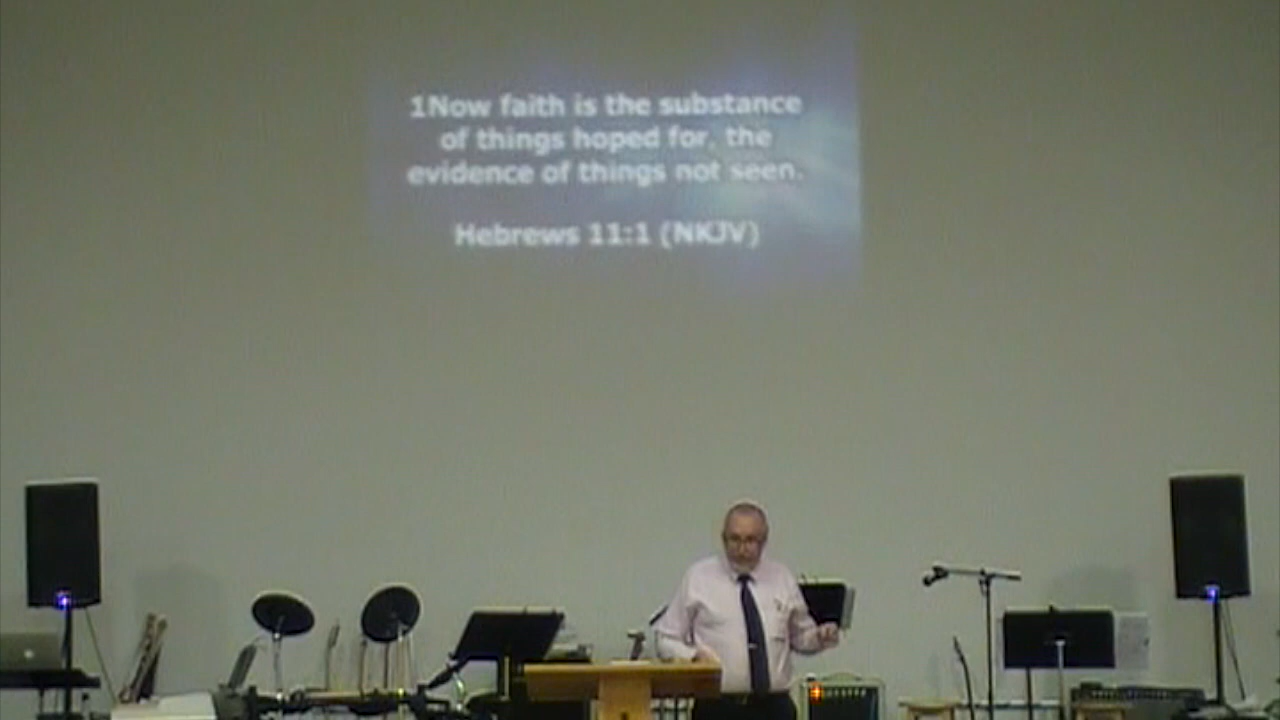 1Now faith is the substance
of things hoped for, the
evidence of things not seen.
Hebrews 11:1 (NKJV)